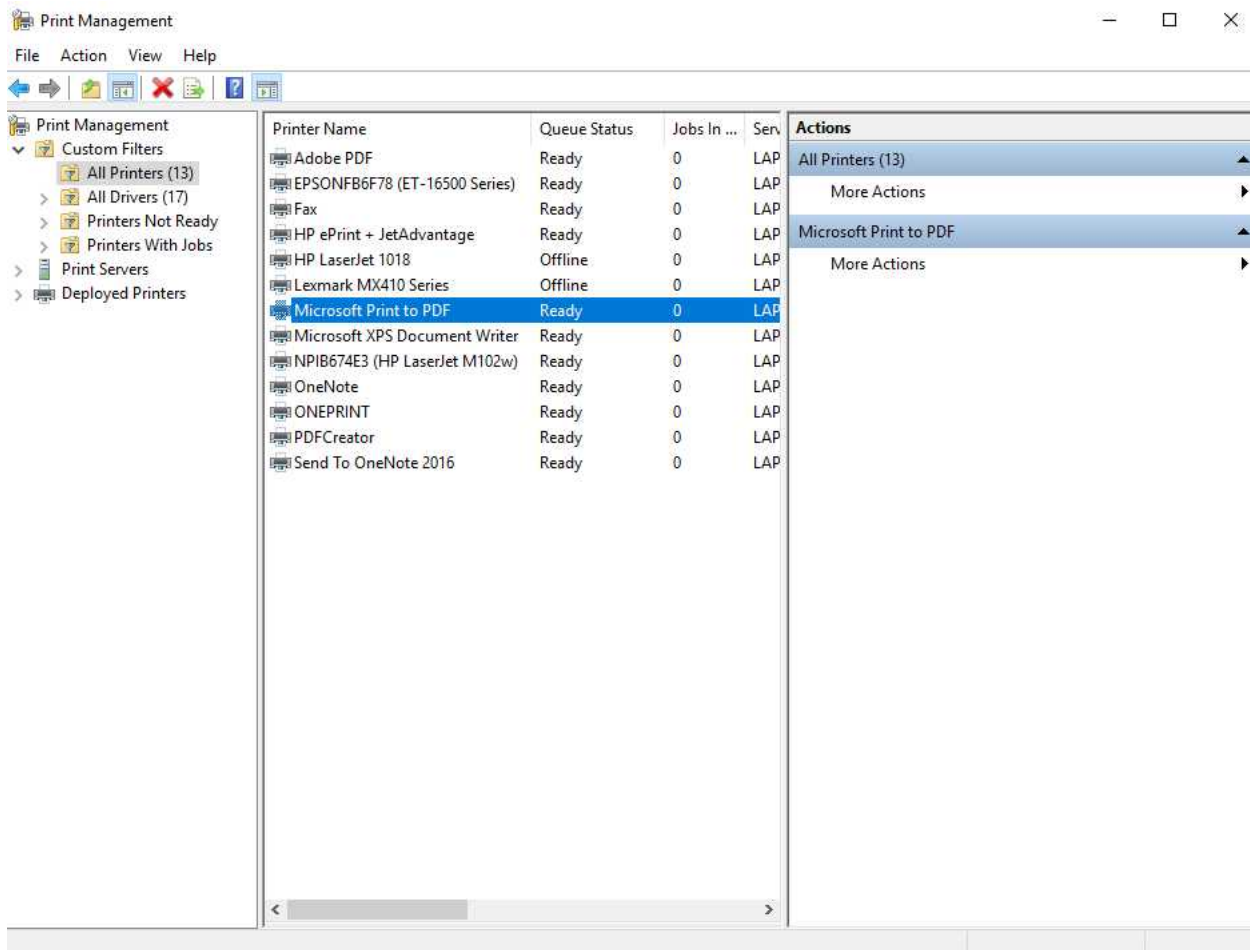 Print Management
File Action View Help
Print Management
Custom Filters
All Printers (13)
All Drivers (17)
Printers Not Ready
Printers With Jobs
Print Servers
Deployed Printers
Printer Name Queue Status Jobs In ... Serv
Adobe PDF Ready 0 LAP
EPSONFB6F78 (ET-16500 Series) Ready 0 LAP
Fax Ready 0 LAP
HP ePrint + JetAdvantage Ready 0 LAP
HP LaserJet 1018 Offline 0 LAP
Lexmark MX410 Series Offline 0 LAP
Microsoft Print to PDF Ready 0 LAP
Microsoft XPS Document Writer Ready 0 LAP
NPIB674E3 (HP LaserJet M102w) Ready 0 LAP
OneNote Ready 0 LAP
ONEPRINT Ready 0 LAP
PDFCreator Ready 0 LAP
Send To OneNote 2016 Ready 0 LAP
Actions
All Printers (13)
More Actions
Microsoft Print to PDF
More Actions